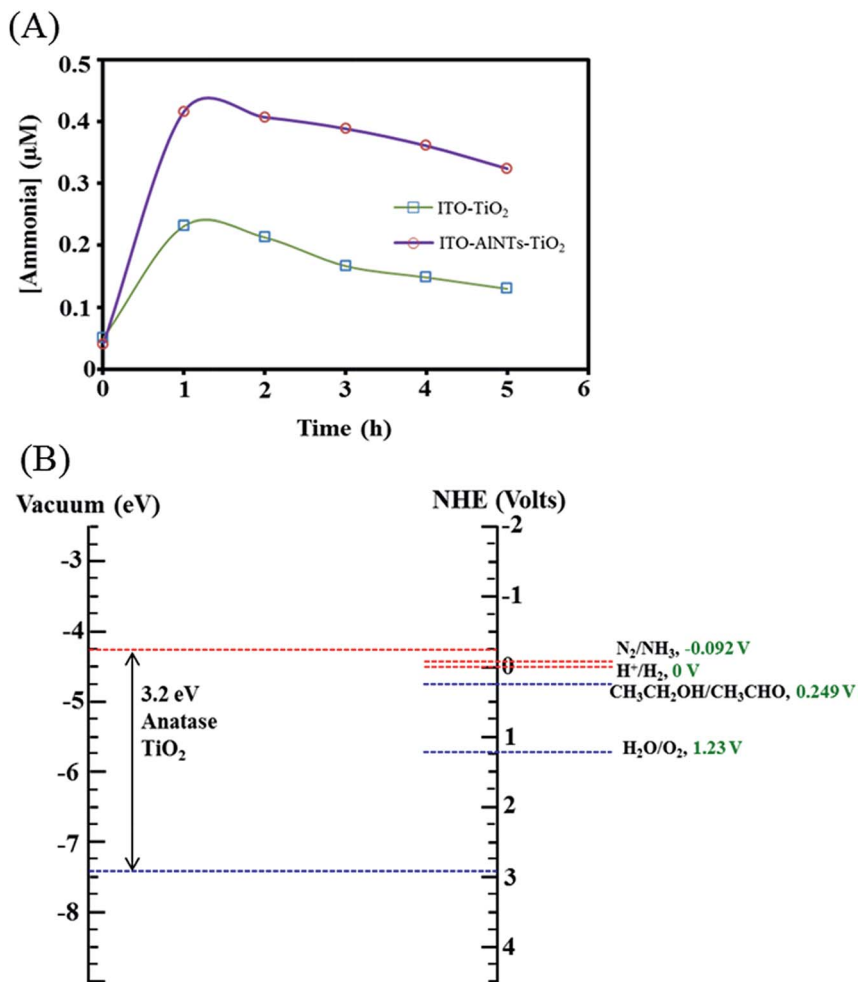 (A)
[Ammonia] (μM)
0.5
0.4
0.3
0.2
0.1
0
0 1 2 3 4 5 6
Time (h)
ITO-TiO₂
ITO-AlNTs-TiO₂
(B)
Vacuum (eV)
-3
-4
-5
-6
-7
-8
3.2 eV
Anatase
TiO₂
NHE (Volts)
-2
-1
0
1
2
3
4
N₂/NH₃, -0.092 V
H⁺/H₂, 0 V
CH₃CH₂OH/CH₃CHO, 0.249 V
H₂O/O₂, 1.23 V